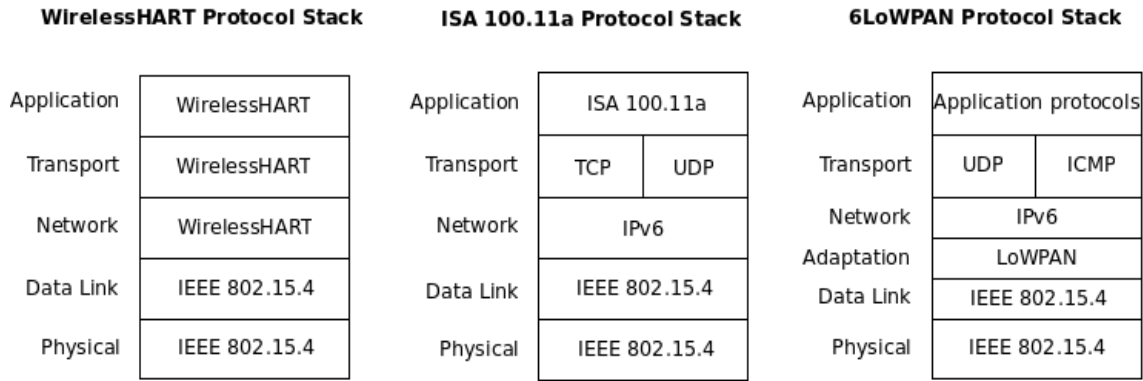 WirelessHART Protocol Stack
Application WirelessHART
Transport WirelessHART
Network WirelessHART
Data Link IEEE 802.15.4
Physical IEEE 802.15.4
ISA 100.11a Protocol Stack
Application ISA 100.11a
Transport TCP UDP
Network IPv6
Data Link IEEE 802.15.4
Physical IEEE 802.15.4
6LoWPAN Protocol Stack
Application Application protocols
Transport UDP ICMP
Network IPv6
Adaptation LoWPAN
Data Link IEEE 802.15.4
Physical IEEE 802.15.4